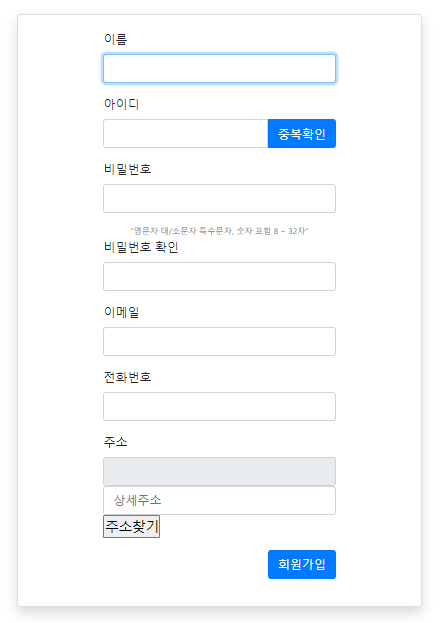 이름
아이디
중복확인
비밀번호
"영문자 대/소문자 특수문자, 숫자 포함 8 ~ 32자"
비밀번호 확인
이메일
전화번호
주소
상세주소
주소찾기
회원가입